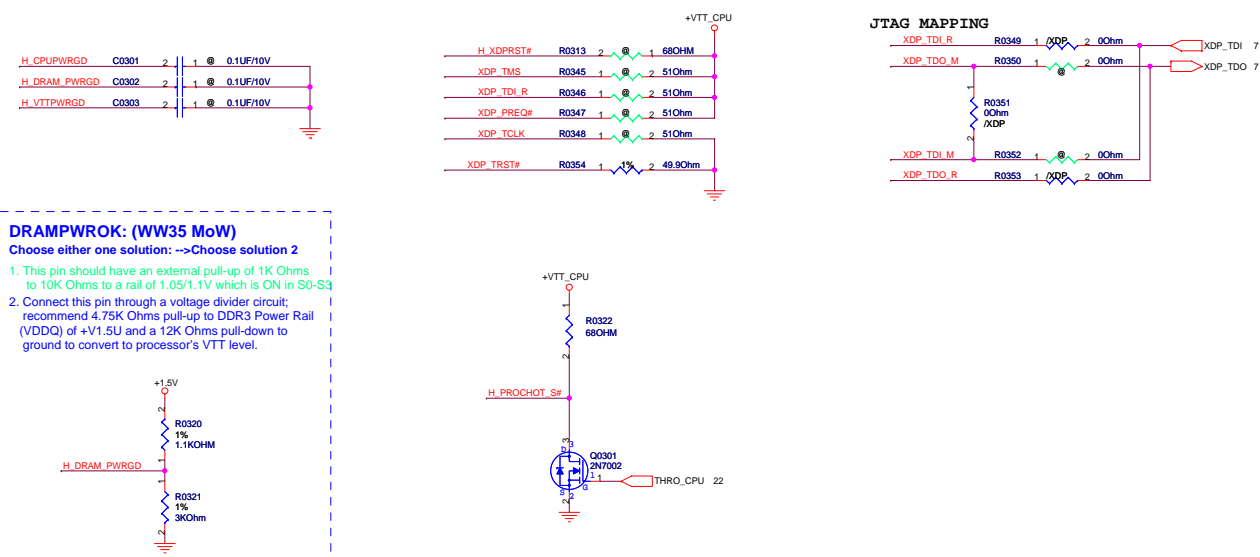 +VTT_CPU
JTAG MAPPING
H_CPUPWRGD C0301 2 1 @ 0.1UF/10V
H_DRAM_PWRGD C0302 2 1 @ 0.1UF/10V
H_VTTPWRGD C0303 2 1 @ 0.1UF/10V
H_XDPRST# R0313 2 @ 1 68OHM
XDP_TMS R0345 1 @ 2 51Ohm
XDP_TDI_R R0346 1 @ 2 51Ohm
XDP_PREQ# R0347 1 @ 2 51Ohm
XDP_TCLK R0348 1 @ 2 51Ohm
XDP_TRST# R0354 1 1% 2 49.9Ohm
XDP_TDI_R R0349 1 /XDP 2 0Ohm XDP_TDI 7
XDP_TDO_M R0350 1 @ 2 0Ohm XDP_TDO 7
1
R0351
0Ohm
/XDP
2
XDP_TDI_M R0352 1 @ 2 0Ohm
XDP_TDO_R R0353 1 /XDP 2 0Ohm
DRAMPWROK: (WW35 MoW)
Choose either one solution: -->Choose solution 2
1. This pin should have an external pull-up of 1K Ohms
to 10K Ohms to a rail of 1.05/1.1V which is ON in S0-S3
2. Connect this pin through a voltage divider circuit;
recommend 4.75K Ohms pull-up to DDR3 Power Rail
(VDDQ) of +V1.5U and a 12K Ohms pull-down to
ground to convert to processor's VTT level.
+1.5V
2
R0320
1%
1.1KOHM
1
H_DRAM_PWRGD
1
R0321
1%
3KOhm
2
+VTT_CPU
1
R0322
68OHM
2
H_PROCHOT_S#
3
D 3
Q0301
2N7002
1 1
G
S 2
2
THRO_CPU 22